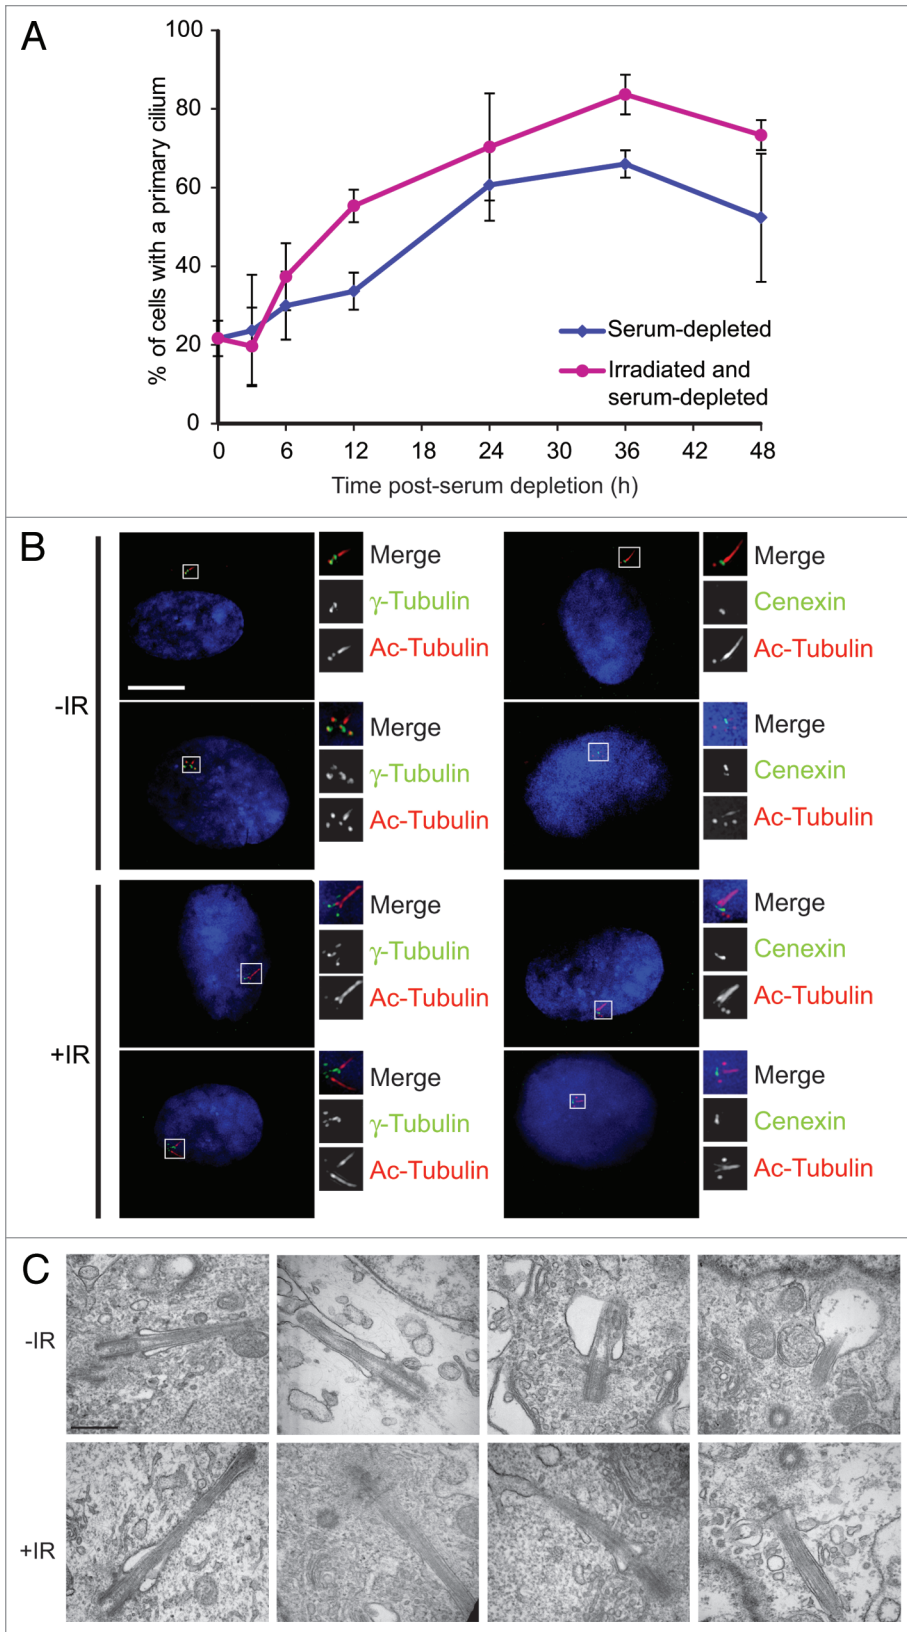 A
100
80
60
40
20
0
% of cells with a primary cilium
0 6 12 18 24 30 36 42 48
Time post-serum depletion (h)
Serum-depleted
Irradiated and
serum-depleted
B
-IR
Merge
γ-Tubulin
Ac-Tubulin
Merge
Cenexin
Ac-Tubulin
Merge
γ-Tubulin
Ac-Tubulin
Merge
Cenexin
Ac-Tubulin
+IR
Merge
γ-Tubulin
Ac-Tubulin
Merge
Cenexin
Ac-Tubulin
Merge
γ-Tubulin
Ac-Tubulin
Merge
Cenexin
Ac-Tubulin
C
-IR
+IR